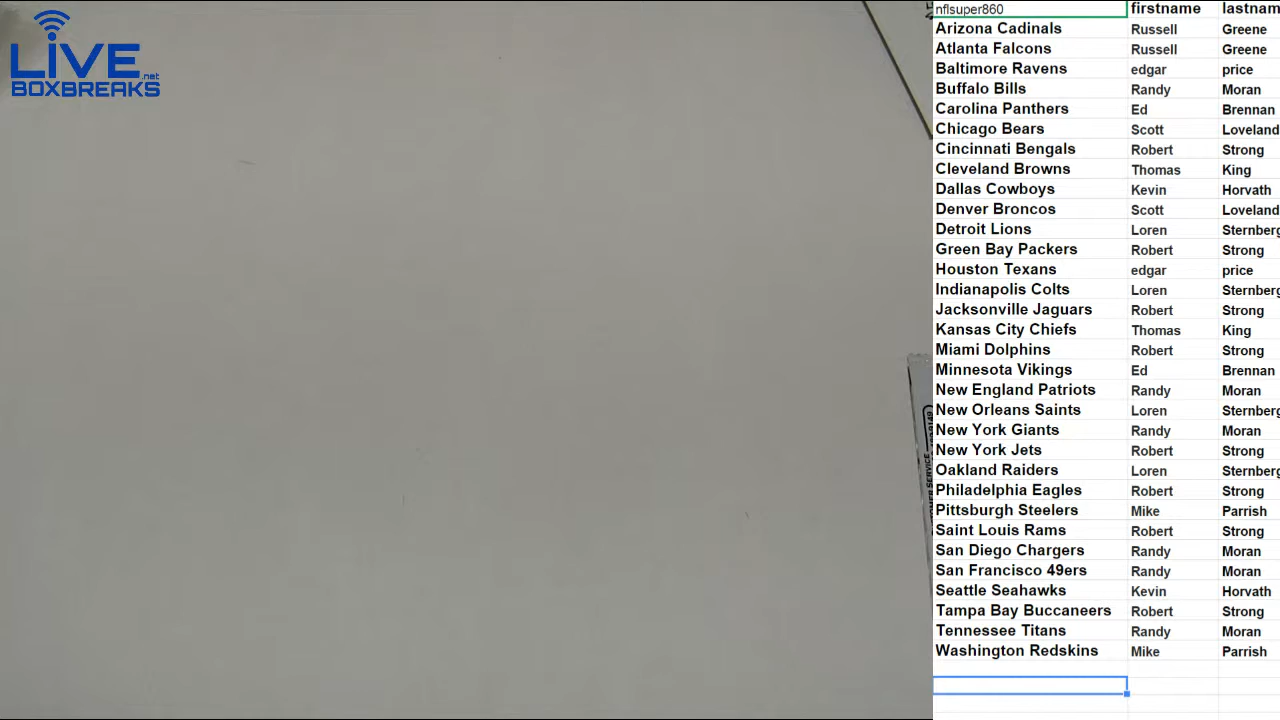 LIVE
.net
BOXBREAKS
nflsuper860 firstname lastnam
Arizona Cadinals Russell Greene
Atlanta Falcons Russell Greene
Baltimore Ravens edgar price
Buffalo Bills Randy Moran
Carolina Panthers Ed Brennan
Chicago Bears Scott Loveland
Cincinnati Bengals Robert Strong
Cleveland Browns Thomas King
Dallas Cowboys Kevin Horvath
Denver Broncos Scott Loveland
Detroit Lions Loren Sternberg
Green Bay Packers Robert Strong
Houston Texans edgar price
Indianapolis Colts Loren Sternberg
Jacksonville Jaguars Robert Strong
Kansas City Chiefs Thomas King
Miami Dolphins Robert Strong
Minnesota Vikings Ed Brennan
New England Patriots Randy Moran
New Orleans Saints Loren Sternberg
New York Giants Randy Moran
New York Jets Robert Strong
Oakland Raiders Loren Sternberg
Philadelphia Eagles Robert Strong
Pittsburgh Steelers Mike Parrish
Saint Louis Rams Robert Strong
San Diego Chargers Randy Moran
San Francisco 49ers Randy Moran
Seattle Seahawks Kevin Horvath
Tampa Bay Buccaneers Robert Strong
Tennessee Titans Randy Moran
Washington Redskins Mike Parrish